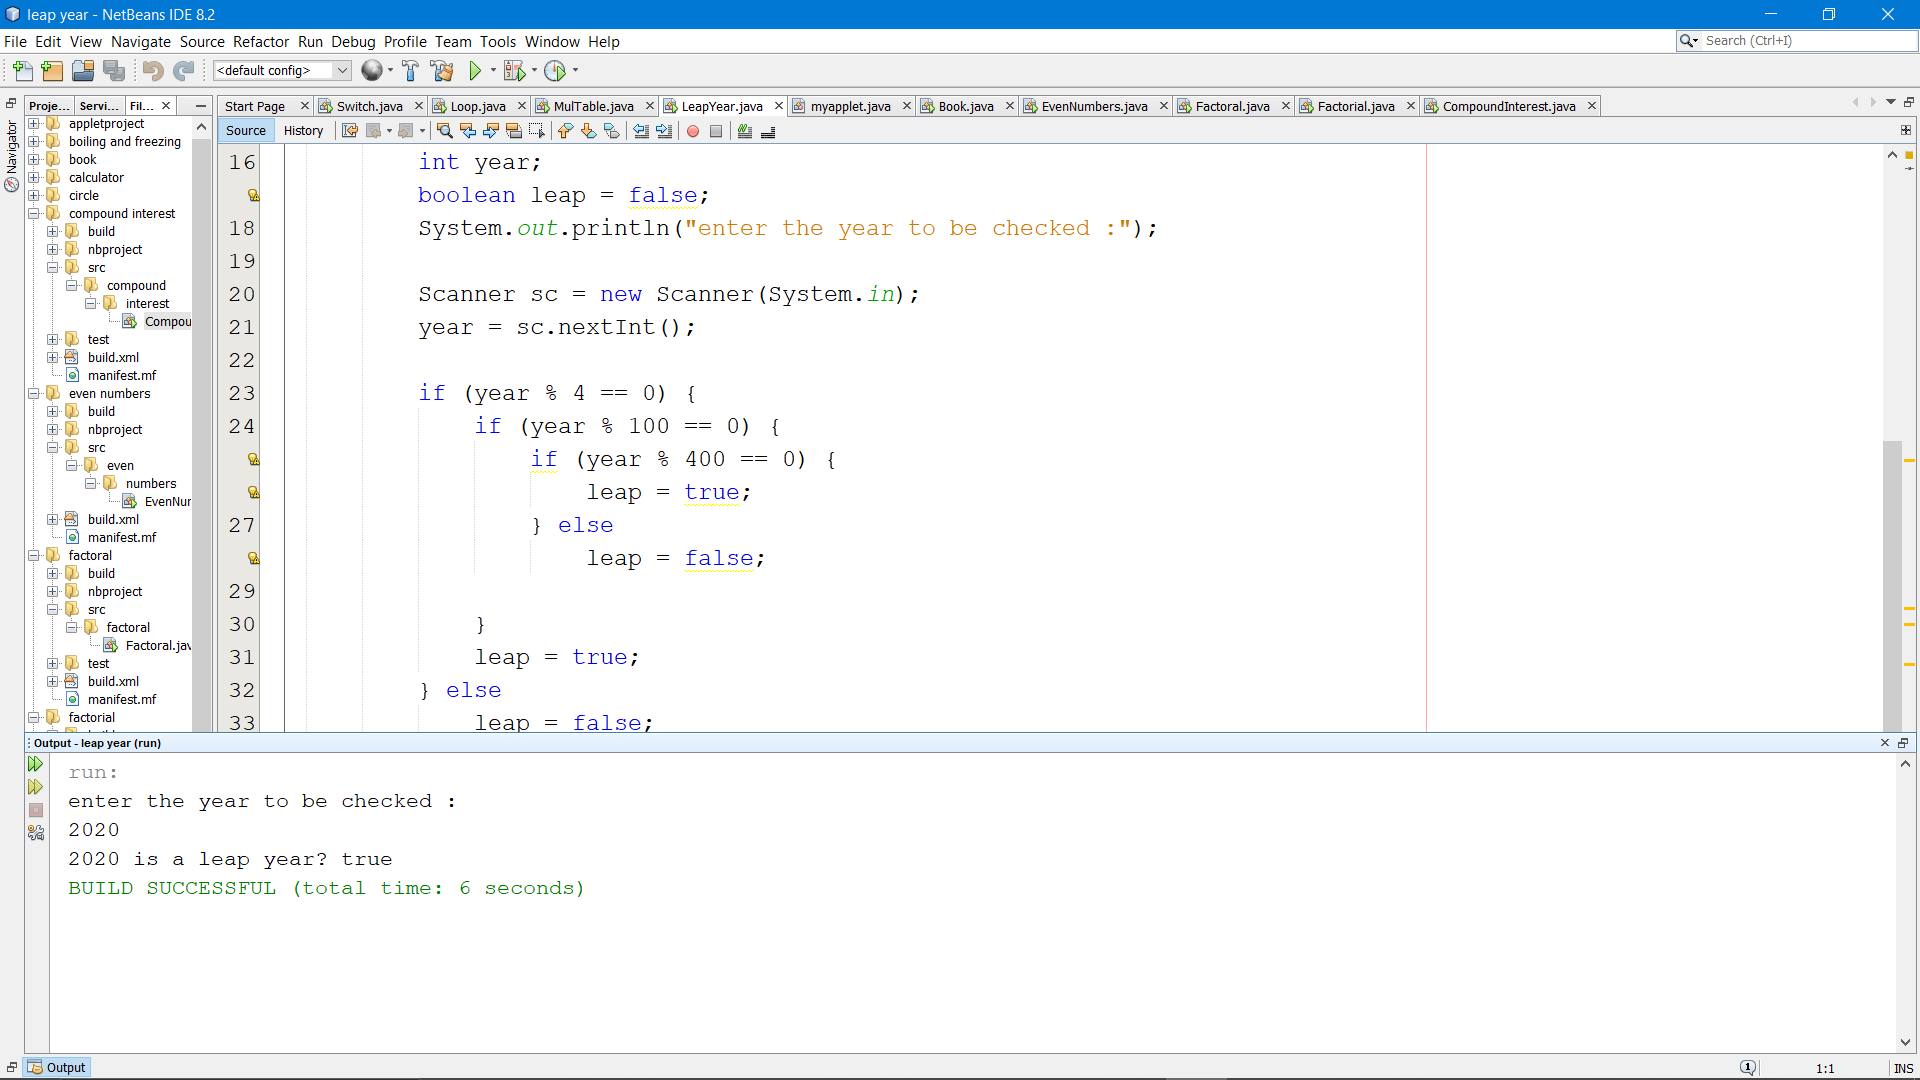 leap year - NetBeans IDE 8.2
File Edit View Navigate Source Refactor Run Debug Profile Team Tools Window Help
Search (Ctrl+I)
<default config>
Navigator
Proje... Servi... Fil...
appletproject
boiling and freezing
book
calculator
circle
compound interest
build
nbproject
src
compound
interest
Compou
test
build.xml
manifest.mf
even numbers
build
nbproject
src
even
numbers
EvenNur
build.xml
manifest.mf
factoral
build
nbproject
src
factoral
Factoral.jav
test
build.xml
manifest.mf
factorial
Start Page Switch.java Loop.java MulTable.java LeapYear.java myapplet.java Book.java EvenNumbers.java Factoral.java Factorial.java CompoundInterest.java
Source History
16 int year;
boolean leap = false;
18 System.out.println("enter the year to be checked :");
19
20 Scanner sc = new Scanner(System.in);
21 year = sc.nextInt();
22
23 if (year % 4 == 0) {
24 if (year % 100 == 0) {
if (year % 400 == 0) {
leap = true;
27 } else
leap = false;
29
30 }
31 leap = true;
32 } else
33 leap = false;
Output - leap year (run)
run:
enter the year to be checked :
2020
2020 is a leap year? true
BUILD SUCCESSFUL (total time: 6 seconds)
Output
1
1:1
INS